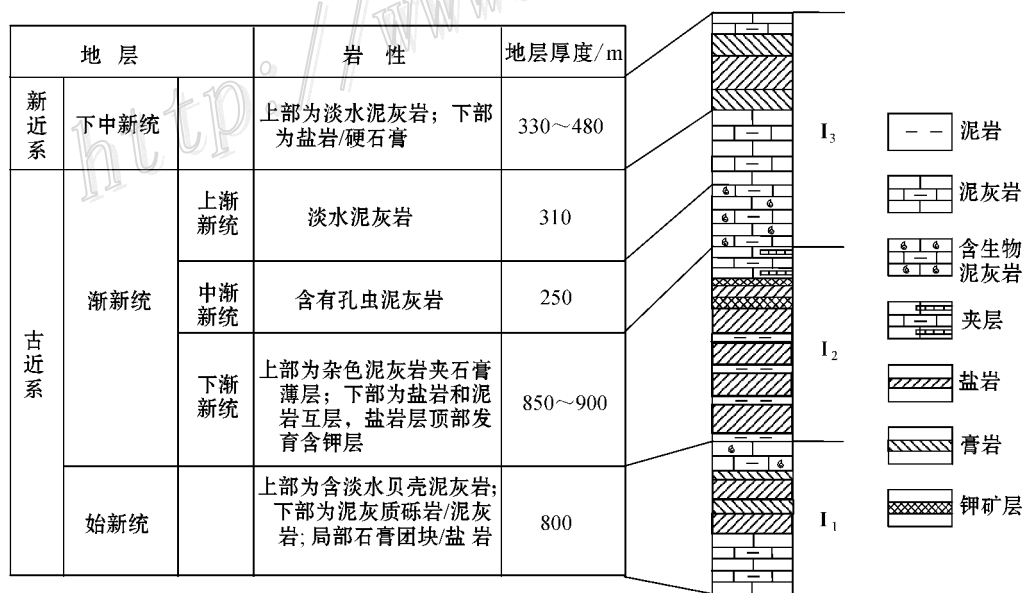 地 层 岩 性 地层厚度/m
新近系 下中新统 上部为淡水泥灰岩；下部
为盐岩/硬石膏 330～480
古近系 渐新统 上渐
新统 淡水泥灰岩 310
中渐
新统 含有孔虫泥灰岩 250
下渐
新统 上部为杂色泥灰岩夹石膏
薄层；下部为盐岩和泥
岩互层，盐岩层顶部发
育含钾层 850～900
始新统 上部为含淡水贝壳泥灰岩；
下部为泥灰质砾岩/泥灰
岩；局部石膏团块/盐 岩 800
I3
I2
I1
泥岩
泥灰岩
含生物
泥灰岩
夹层
盐岩
膏岩
钾矿层
http://www.